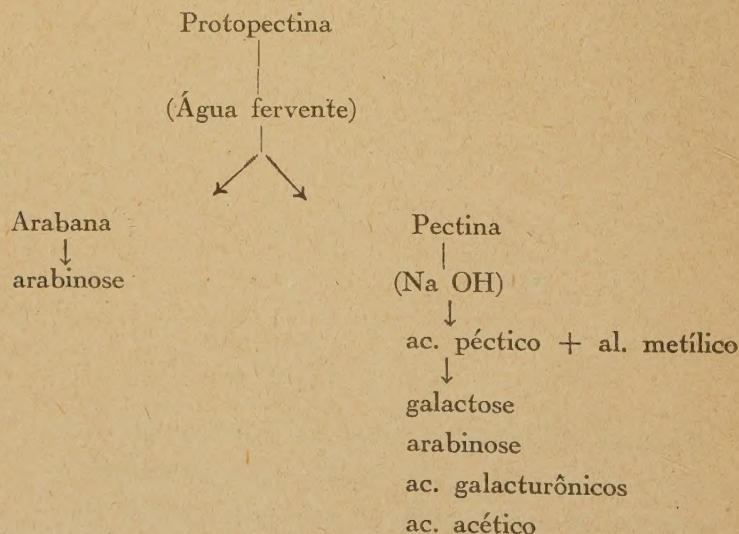 Protopectina
(Água fervente)
Arabana
arabinose
Pectina
(Na OH)
ac. péctico + al. metílico
galactose
arabinose
ac. galacturônicos
ac. acético